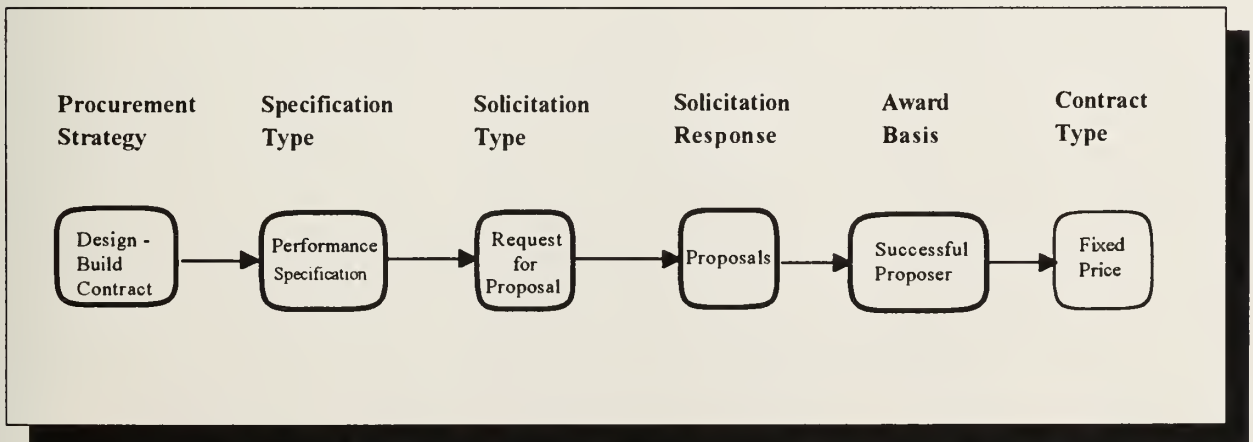 Procurement
Strategy
Specification
Type
Solicitation
Type
Solicitation
Response
Award
Basis
Contract
Type
Design -
Build
Contract
Performance
Specification
Request
for
Proposal
Proposals
Successful
Proposer
Fixed
Price